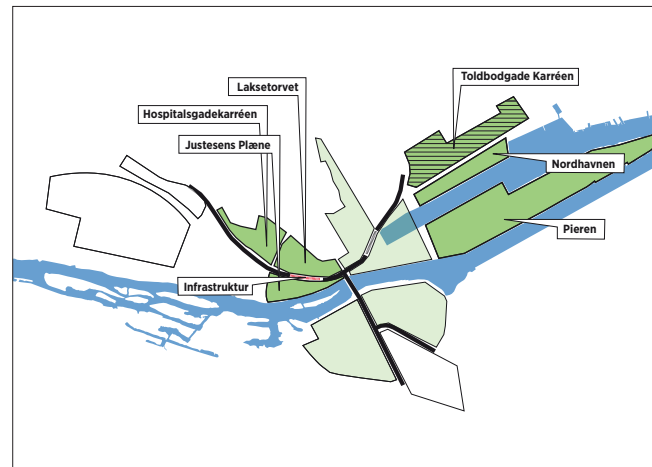 Toldbodgade Karréen
Laksetorvet
Hospitalsgadekarréen
Justesens Plæne
Nordhavnen
Pieren
Infrastruktur